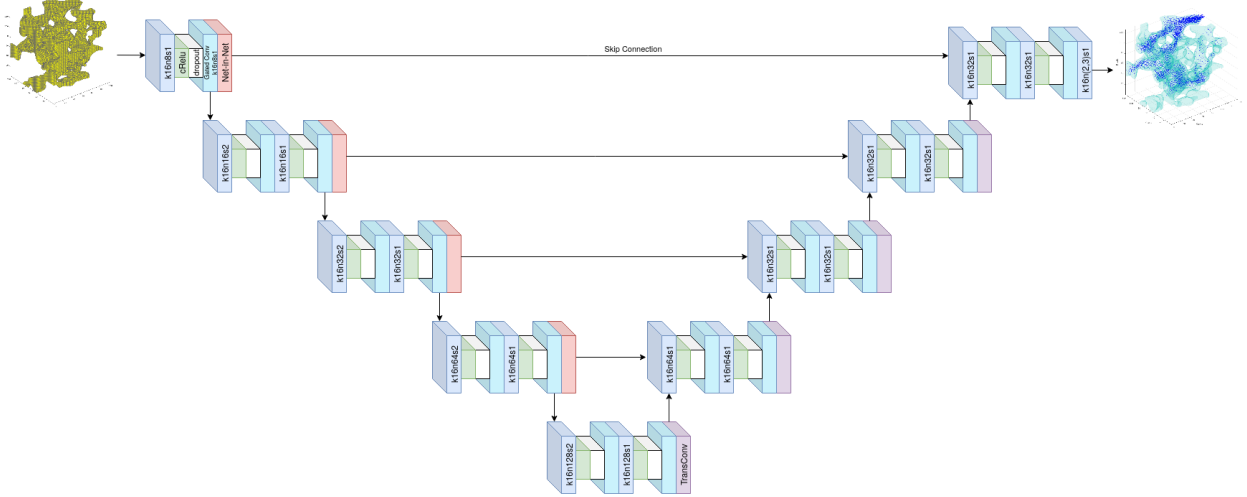 Skip Connection
k16n8s1
cRelu
dropout
Gated Conv
k16n8s1
Net-in-Net
k16n32s1
k16n32s1
k16n(2,3)s1
k16n16s2
k16n16s1
k16n32s1
k16n32s1
k16n32s2
k16n32s1
k16n32s1
k16n32s1
k16n64s2
k16n64s1
k16n64s1
k16n64s1
k16n128s2
k16n128s1
TransConv